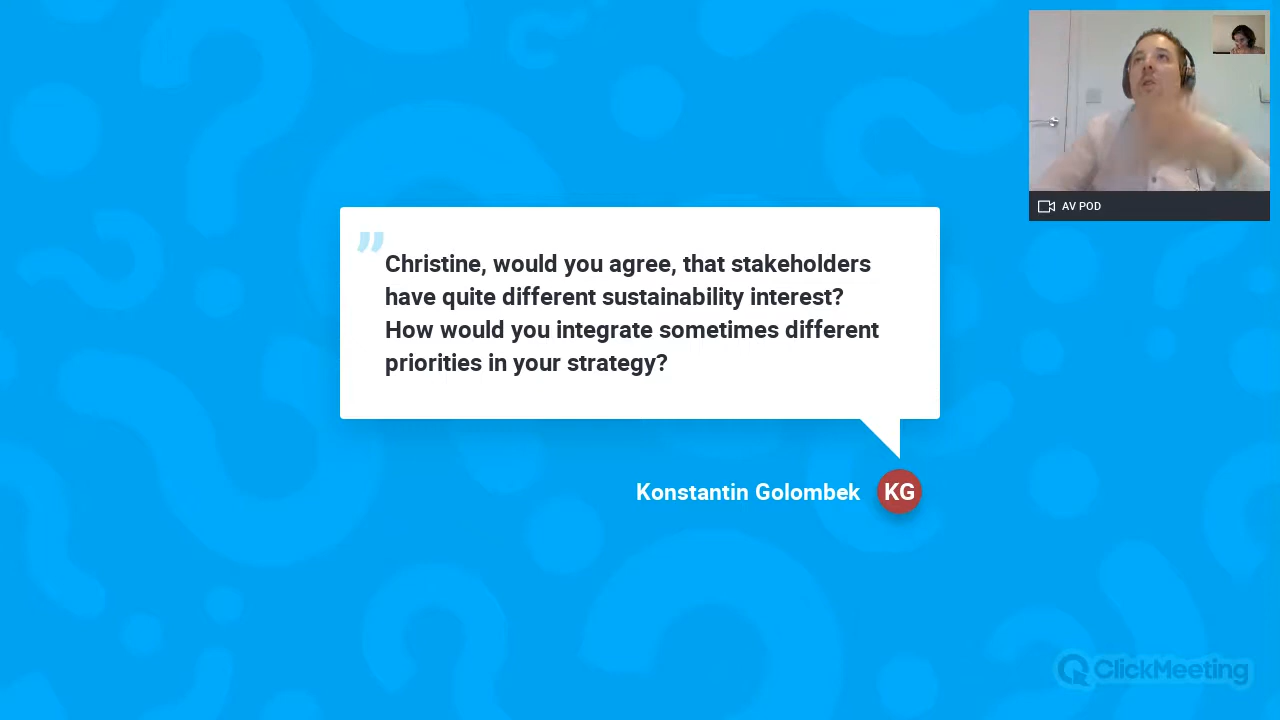 AV POD
” Christine, would you agree, that stakeholders
have quite different sustainability interest?
How would you integrate sometimes different
priorities in your strategy?
Konstantin Golombek KG
ClickMeeting